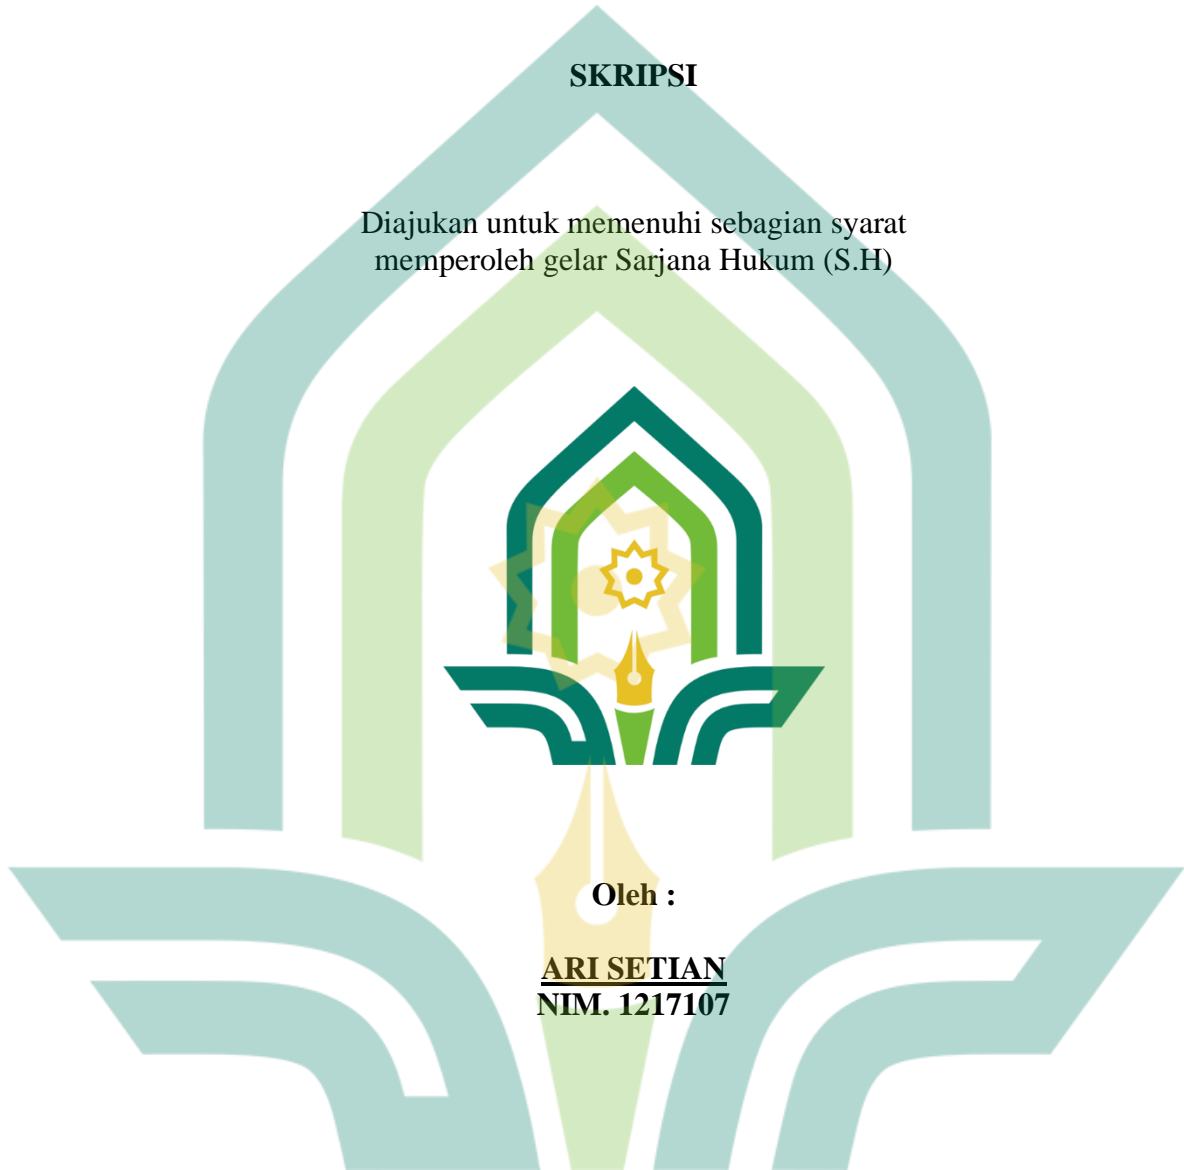 SKRIPSI
Diajukan untuk memenuhi sebagian syarat
memperoleh gelar Sarjana Hukum (S.H)
Oleh :
ARI SETIAN
NIM. 1217107